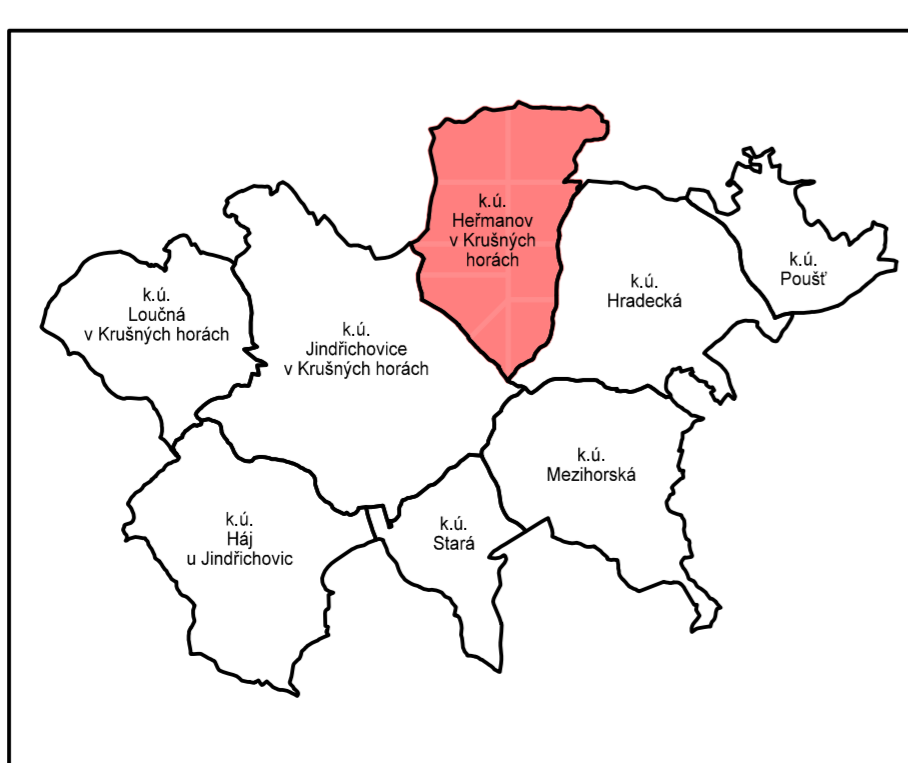 k.ú.
Heřmanov
v Krušných
horách
k.ú.
Poušť
k.ú.
Hradecká
k.ú.
Loučná
v Krušných horách
k.ú.
Jindřichovice
v Krušných horách
k.ú.
Mezihorská
k.ú.
Háj
u Jindřichovic
k.ú.
Stará